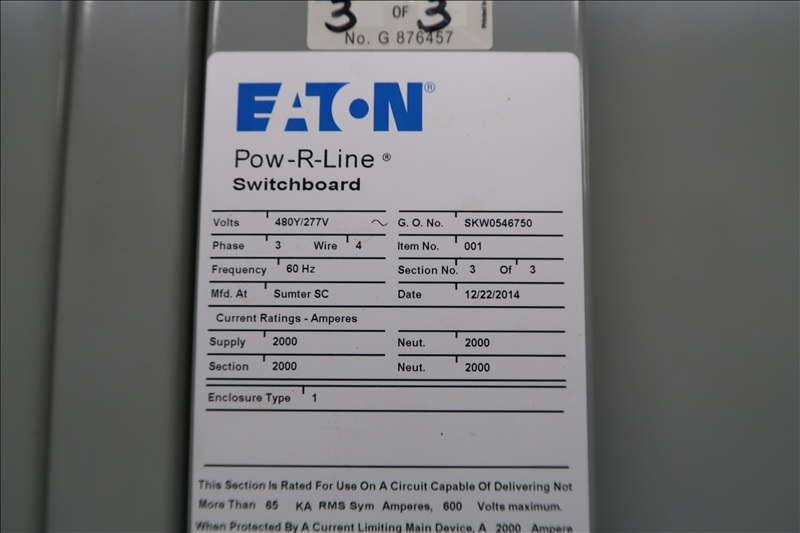 3 OF 3
No. G 876457
EATON®
Pow-R-Line ®
Switchboard
Volts 480Y/277V ~ G. O. No. SKW0546750
Phase 3 Wire 4 Item No. 001
Frequency 60 Hz Section No. 3 Of 3
Mfd. At Sumter SC Date 12/22/2014
Current Ratings - Amperes
Supply 2000 Neut. 2000
Section 2000 Neut. 2000
Enclosure Type 1
This Section Is Rated For Use On A Circuit Capable Of Delivering Not
More Than 65 KA RMS Sym Amperes, 600 Volts maximum.
When Protected By A Current Limiting Main Device, A 2000 Ampere